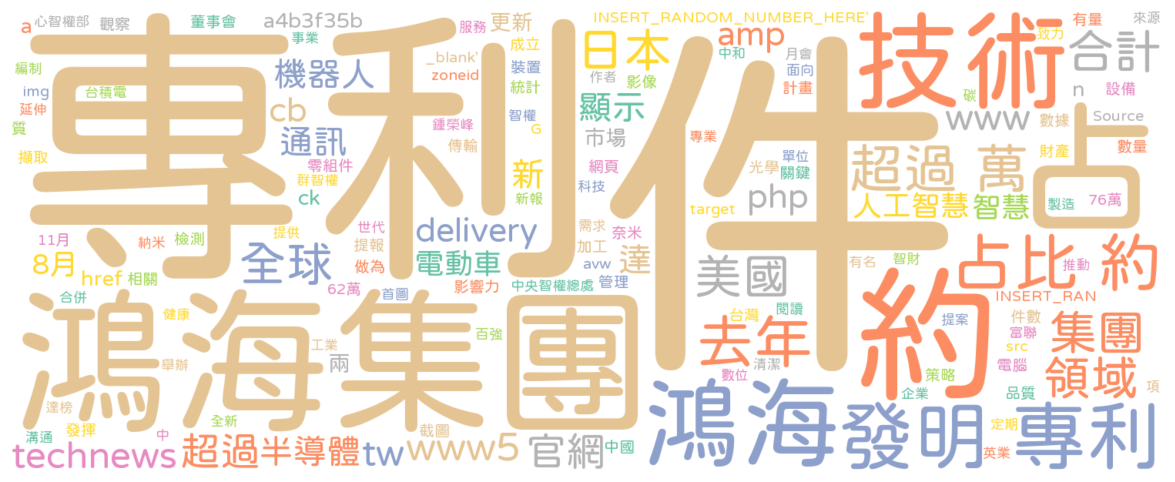 a
心智權部
觀察
董事會
事業
a4b3f35b
服務
更新
成立
INSERT_RANDOM_NUMBER_HERE'
日本
amp
月會
中和
面向
技術
有量
致力
來源
合計
編制
img
延伸
台積電
機器人
_blank'
zoneid
裝置
統計
作者
影像
計畫
碳
設備
n
質
擷取
專利
件
cb
通訊
鍾榮峰
傳輸
智權
G
顯示
市場
專業
www
數據
Source
數量
占
零組件
群智權
ck
新
新報
網頁
科技
光學
單位
關鍵
超過 萬
財產
人工智慧
智慧
製造
76萬
target
php
11月
納米
檢測
提供
世代
提報
做為
delivery
需求
加工
奈米
8月
href
相關
全球
電動車
影響力
avw
管理
達
美國
有名
智財
占比 約
推動
合併
62萬
首圖
中央智權總處
約
INSERT_RAN
鴻海集團
健康
工業
兩
百強
舉辦
台灣
閱讀
去年
提案
件數
富聯
src
電腦
集團
領域
數位
清潔
策略
企業
品質
項
達榜
發揮
溝通
中
全新
截圖
鴻海
發明
專利
定期
英業
technews
超過半導體
tw
www5
官網
中國